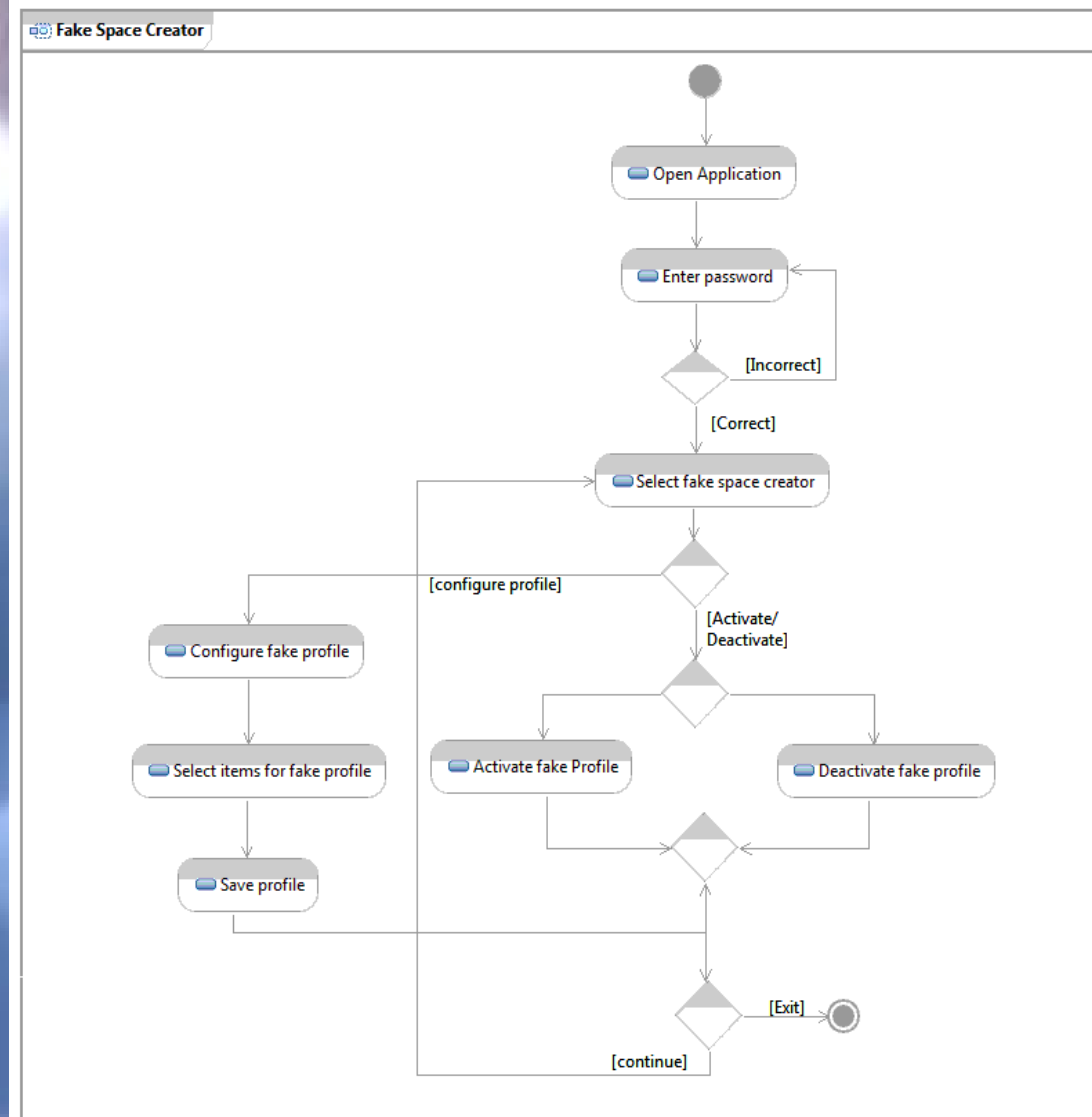 Fake Space Creator
Open Application
Enter password
[Incorrect]
[Correct]
Select fake space creator
[configure profile]
[Activate/
Deactivate]
Configure fake profile
Select items for fake profile
Activate fake Profile
Deactivate fake profile
Save profile
[Exit]
[continue]